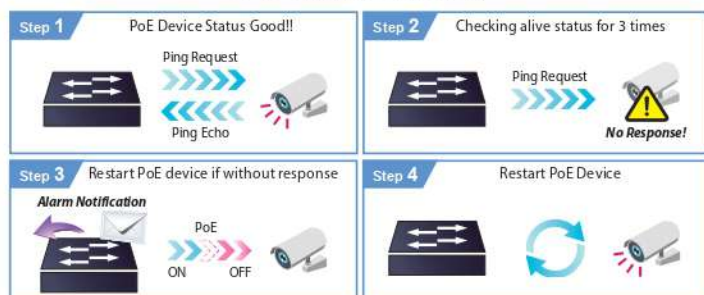 Step 1 PoE Device Status Good!!
Ping Request
Ping Echo
Step 2 Checking alive status for 3 times
Ping Request
No Response!
Step 3 Restart PoE device if without response
Alarm Notification
PoE
ON OFF
Step 4 Restart PoE Device